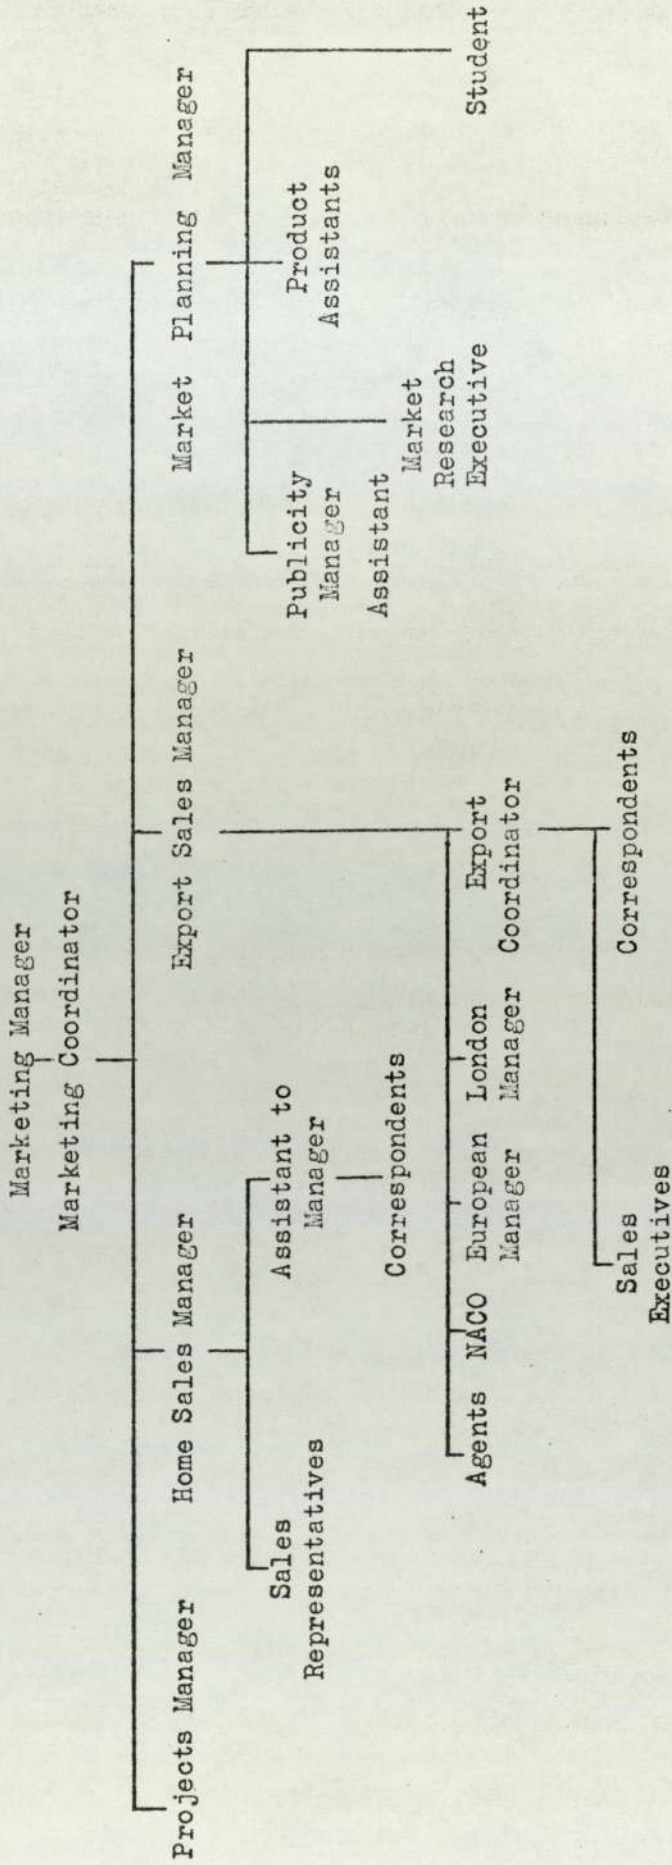 Marketing Manager
Marketing Coordinator
Projects Manager
Home Sales Manager
Export Sales Manager
Market Planning Manager
Sales
Representatives
Assistant to
Manager
Correspondents
Agents
NACO
European
Manager
London
Manager
Export
Coordinator
Sales
Executives
Correspondents
Publicity
Manager
Assistant
Market
Research
Executive
Product
Assistants
Student